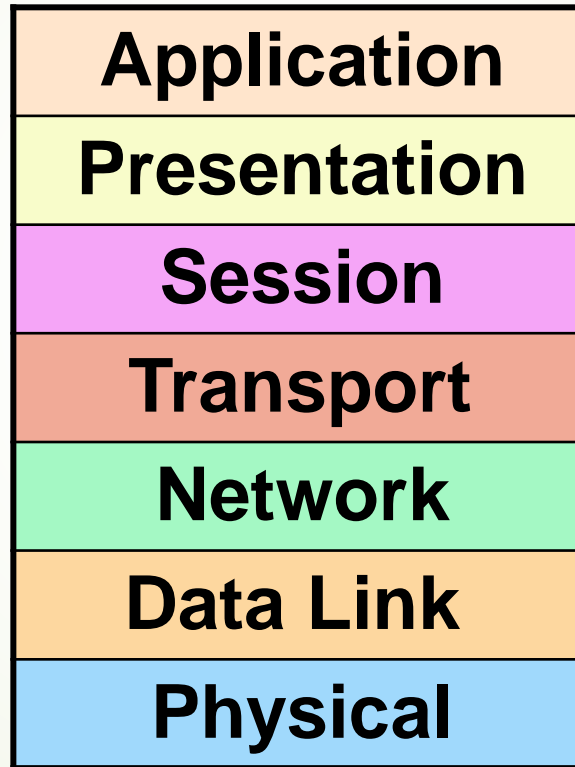 Application
Presentation
Session
Transport
Network
Data Link
Physical